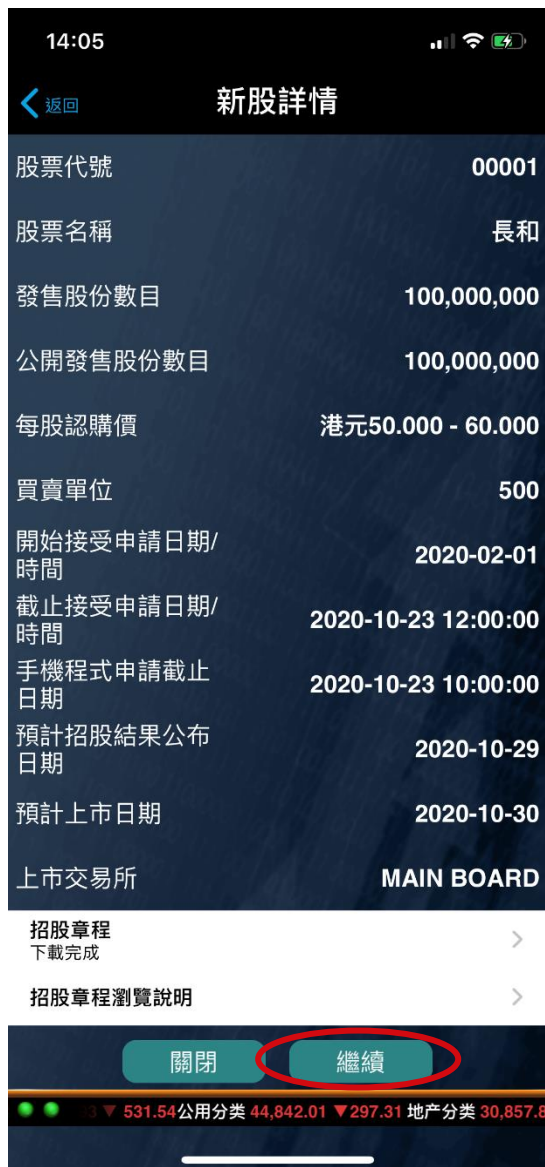 14:05
返回
新股詳情
股票代號 00001
股票名稱 長和
發售股份數目 100,000,000
公開發售股份數目 100,000,000
每股認購價 港元50.000 - 60.000
買賣單位 500
開始接受申請日期/
時間 2020-02-01
截止接受申請日期/
時間 2020-10-23 12:00:00
手機程式申請截止
日期 2020-10-23 10:00:00
預計招股結果公布
日期 2020-10-29
預計上市日期 2020-10-30
上市交易所 MAIN BOARD
招股章程
下載完成
招股章程瀏覽說明
關閉 繼續
▼ 531.54公用分类 44,842.01 ▼297.31 地产分类 30,857.8